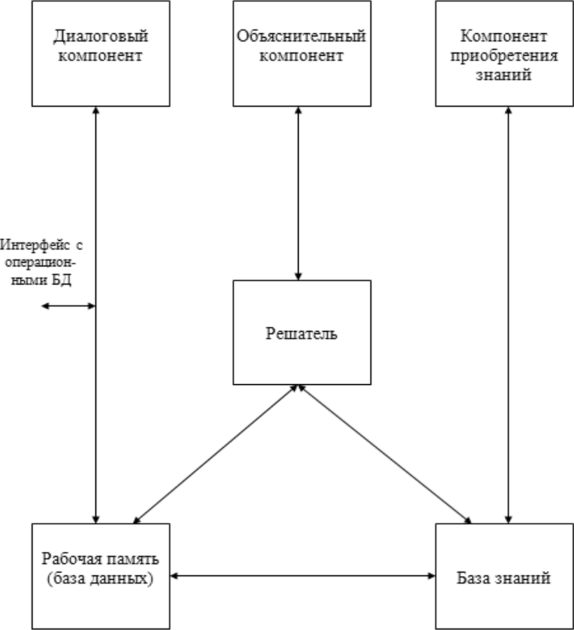 Диалоговый
компонент
Объяснительный
компонент
Компонент
приобретения
знаний
Интерфейс с
операцион-
ными БД
Решатель
Рабочая память
(база данных)
База знаний